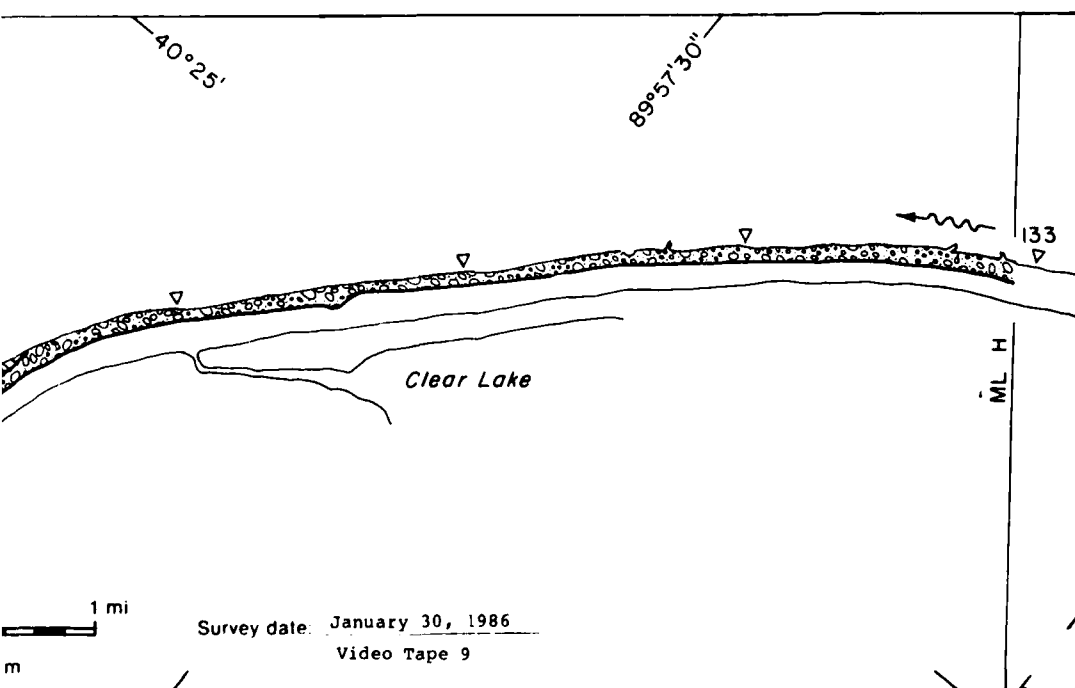 40°25'
89°57'30"
133
ML H
Clear Lake
1 mi
m
Survey date: January 30, 1986
Video Tape 9